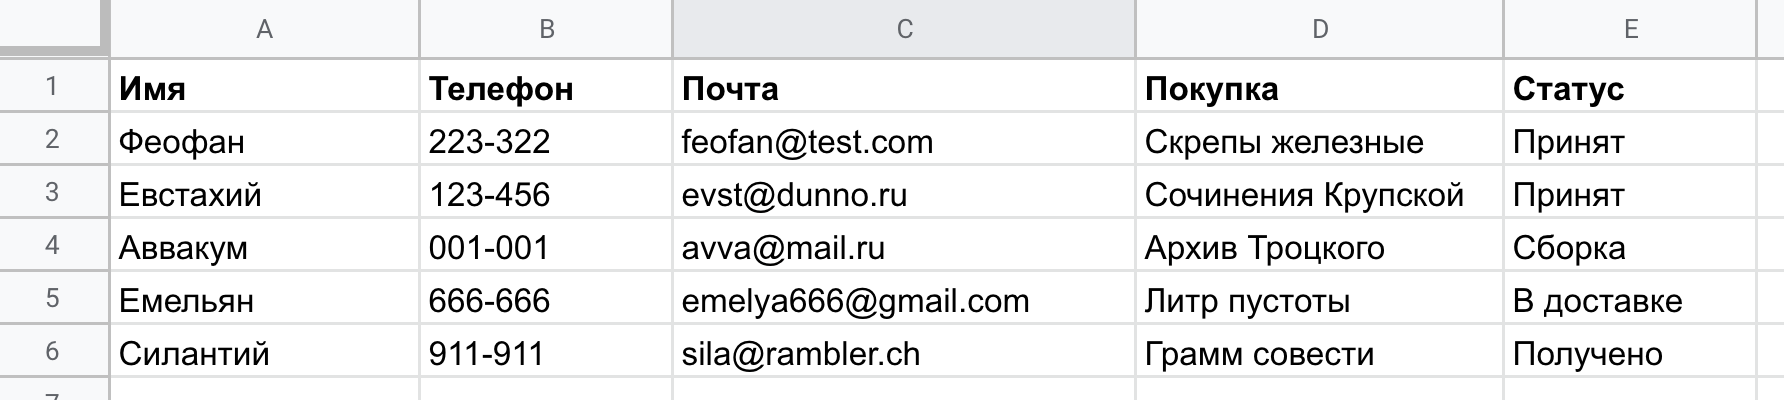 A B C D E
1 Имя Телефон Почта Покупка Статус
2 Феофан 223-322 feofan@test.com Скрепы железные Принят
3 Евстахий 123-456 evst@dunno.ru Сочинения Крупской Принят
4 Аввакум 001-001 avva@mail.ru Архив Троцкого Сборка
5 Емельян 666-666 emelya666@gmail.com Литр пустоты В доставке
6 Силантий 911-911 sila@rambler.ch Грамм совести Получено
7